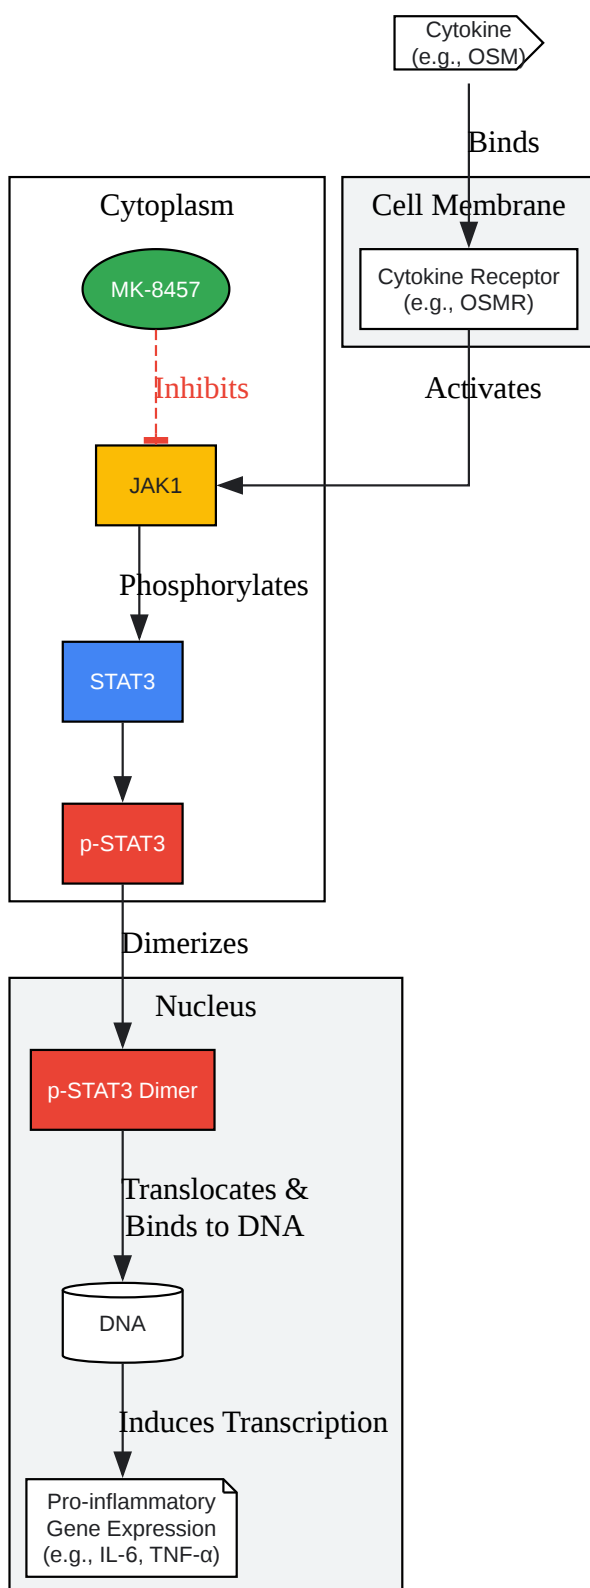 Cytokine
(e.g., OSM)
Binds
Cytoplasm
Cell Membrane
MK-8457
Cytokine Receptor
(e.g., OSMR)
Inhibits
Activates
JAK1
Phosphorylates
STAT3
p-STAT3
Dimerizes
Nucleus
p-STAT3 Dimer
Translocates &
Binds to DNA
DNA
Induces Transcription
Pro-inflammatory
Gene Expression
(e.g., IL-6, TNF-α)